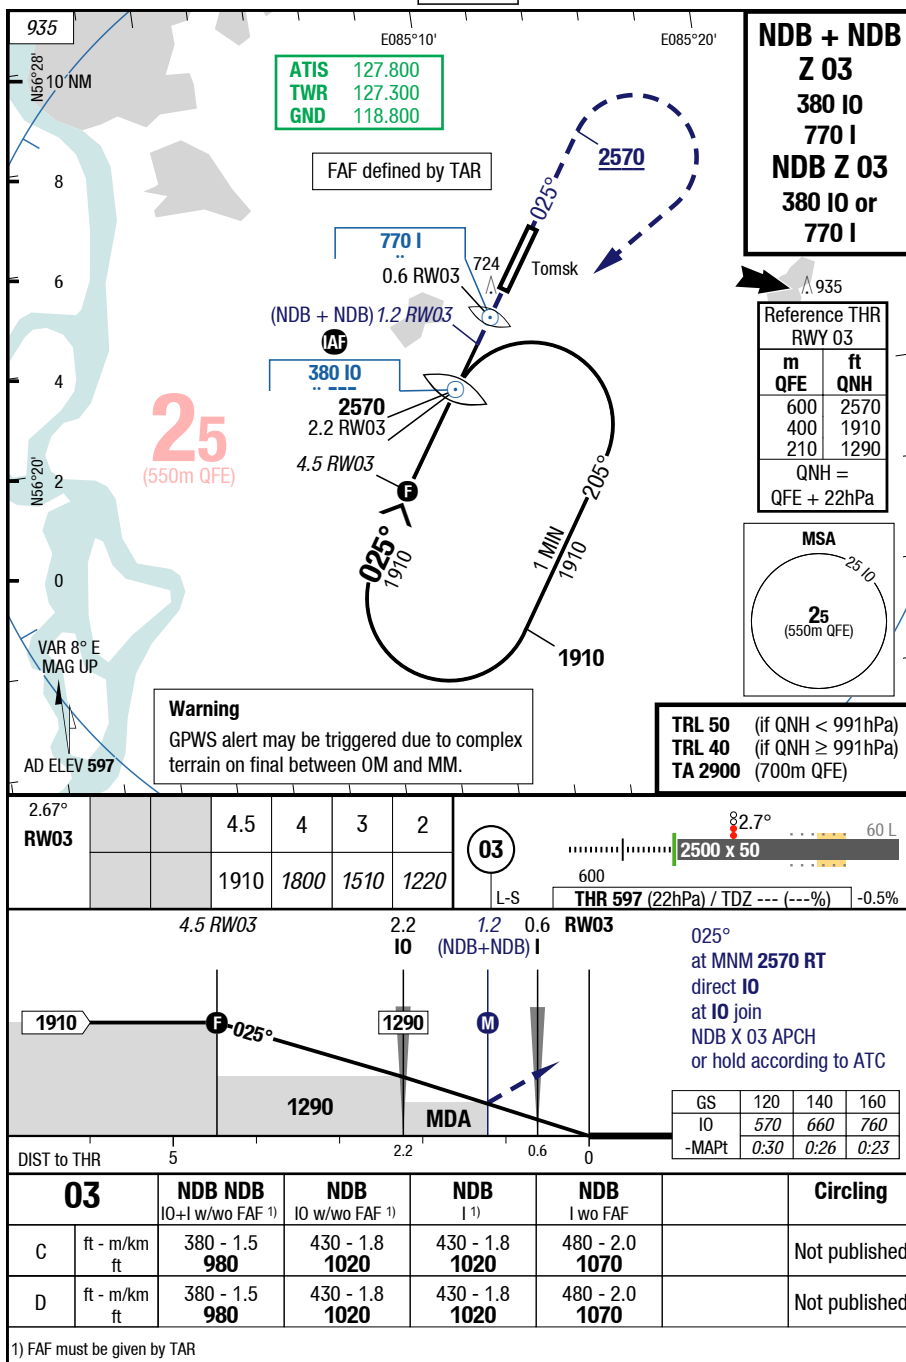 935
E085°10'
E085°20'
N56°28'
10 NM
ATIS 127.800
TWR 127.300
GND 118.800
NDB + NDB
Z 03
380 IO
770 I
NDB Z 03
380 IO or
770 I
FAF defined by TAR
2570
8
025°
770 I
0.6 RW03
724
Tomsk
6
(NDB + NDB) 1.2 RW03
IAF
935
Reference THR
RWY 03
m ft
QFE QNH
600 2570
400 1910
210 1290
QNH =
QFE + 22hPa
4
380 IO
2570
2.2 RW03
25
(550m QFE)
4.5 RW03
F
205°
N56°20'
2
025°
1910
1 MIN
1910
0
MSA
25 IO
25
(550m QFE)
1910
VAR 8° E
MAG UP
AD ELEV 597
Warning
GPWS alert may be triggered due to complex
terrain on final between OM and MM.
TRL 50 (if QNH < 991hPa)
TRL 40 (if QNH ≥ 991hPa)
TA 2900 (700m QFE)
2.67°
RW03
4.5 4 3 2
1910 1800 1510 1220
03
L-S
2.7°
60 L
2500 x 50
600
THR 597 (22hPa) / TDZ --- (---%) -0.5%
4.5 RW03 2.2 1.2 0.6 RW03
IO (NDB+NDB) I
1910
F
025°
1290
M
1290
MDA
025°
at MNM 2570 RT
direct IO
at IO join
NDB X 03 APCH
or hold according to ATC
GS 120 140 160
IO 570 660 760
-MAPt 0:30 0:26 0:23
DIST to THR 5 2.2 0.6 0
03 NDB NDB NDB NDB NDB Circling
IO+I w/wo FAF 1) IO w/wo FAF 1) I 1) I wo FAF
C ft - m/km 380 - 1.5 430 - 1.8 430 - 1.8 480 - 2.0 Not published
ft 980 1020 1020 1070
D ft - m/km 380 - 1.5 430 - 1.8 430 - 1.8 480 - 2.0 Not published
ft 980 1020 1020 1070
1) FAF must be given by TAR